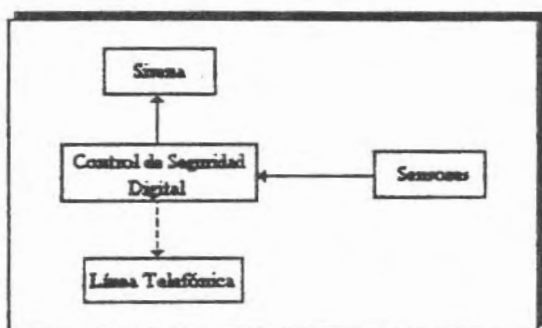 Sirena
Control de Seguridad
Digital
Sensores
Línea Telefónica